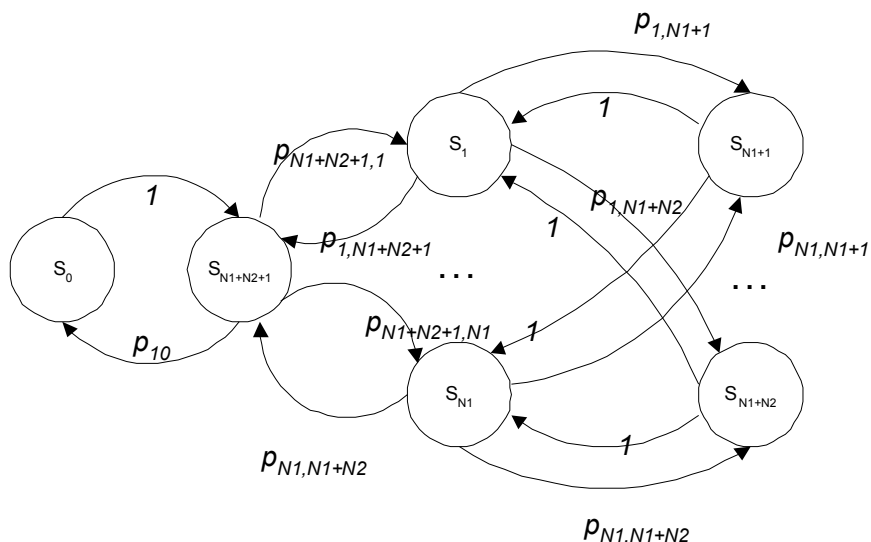 p1,N1+1
1
S1
SN1+1
pN1+N2+1,1
1
p1,N1+N2
1
pN1,N1+1
S0
SN1+N2+1
p1,N1+N2+1
...
...
p10
pN1+N2+1,N1
1
SN1
SN1+N2
1
pN1,N1+N2
pN1,N1+N2